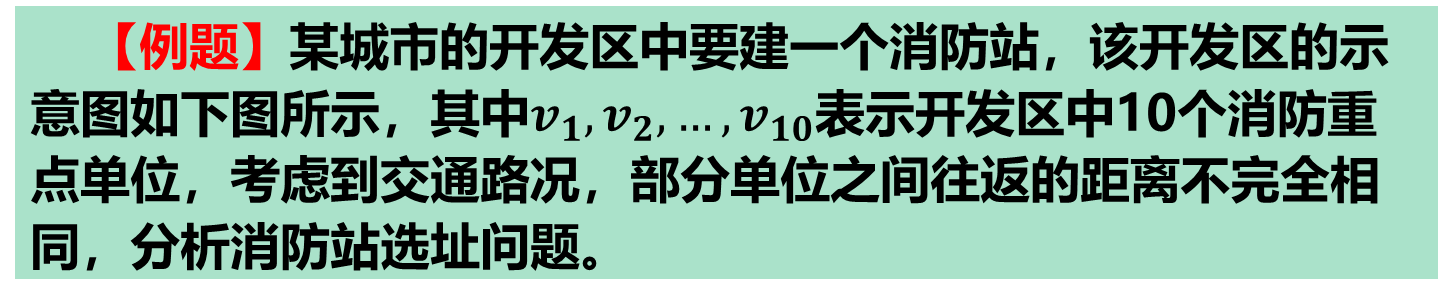 【例题】某城市的开发区中要建一个消防站，该开发区的示
意图如下图所示，其中v₁, v₂, … , v₁₀表示开发区中10个消防重
点单位，考虑到交通路况，部分单位之间往返的距离不完全相
同，分析消防站选址问题。